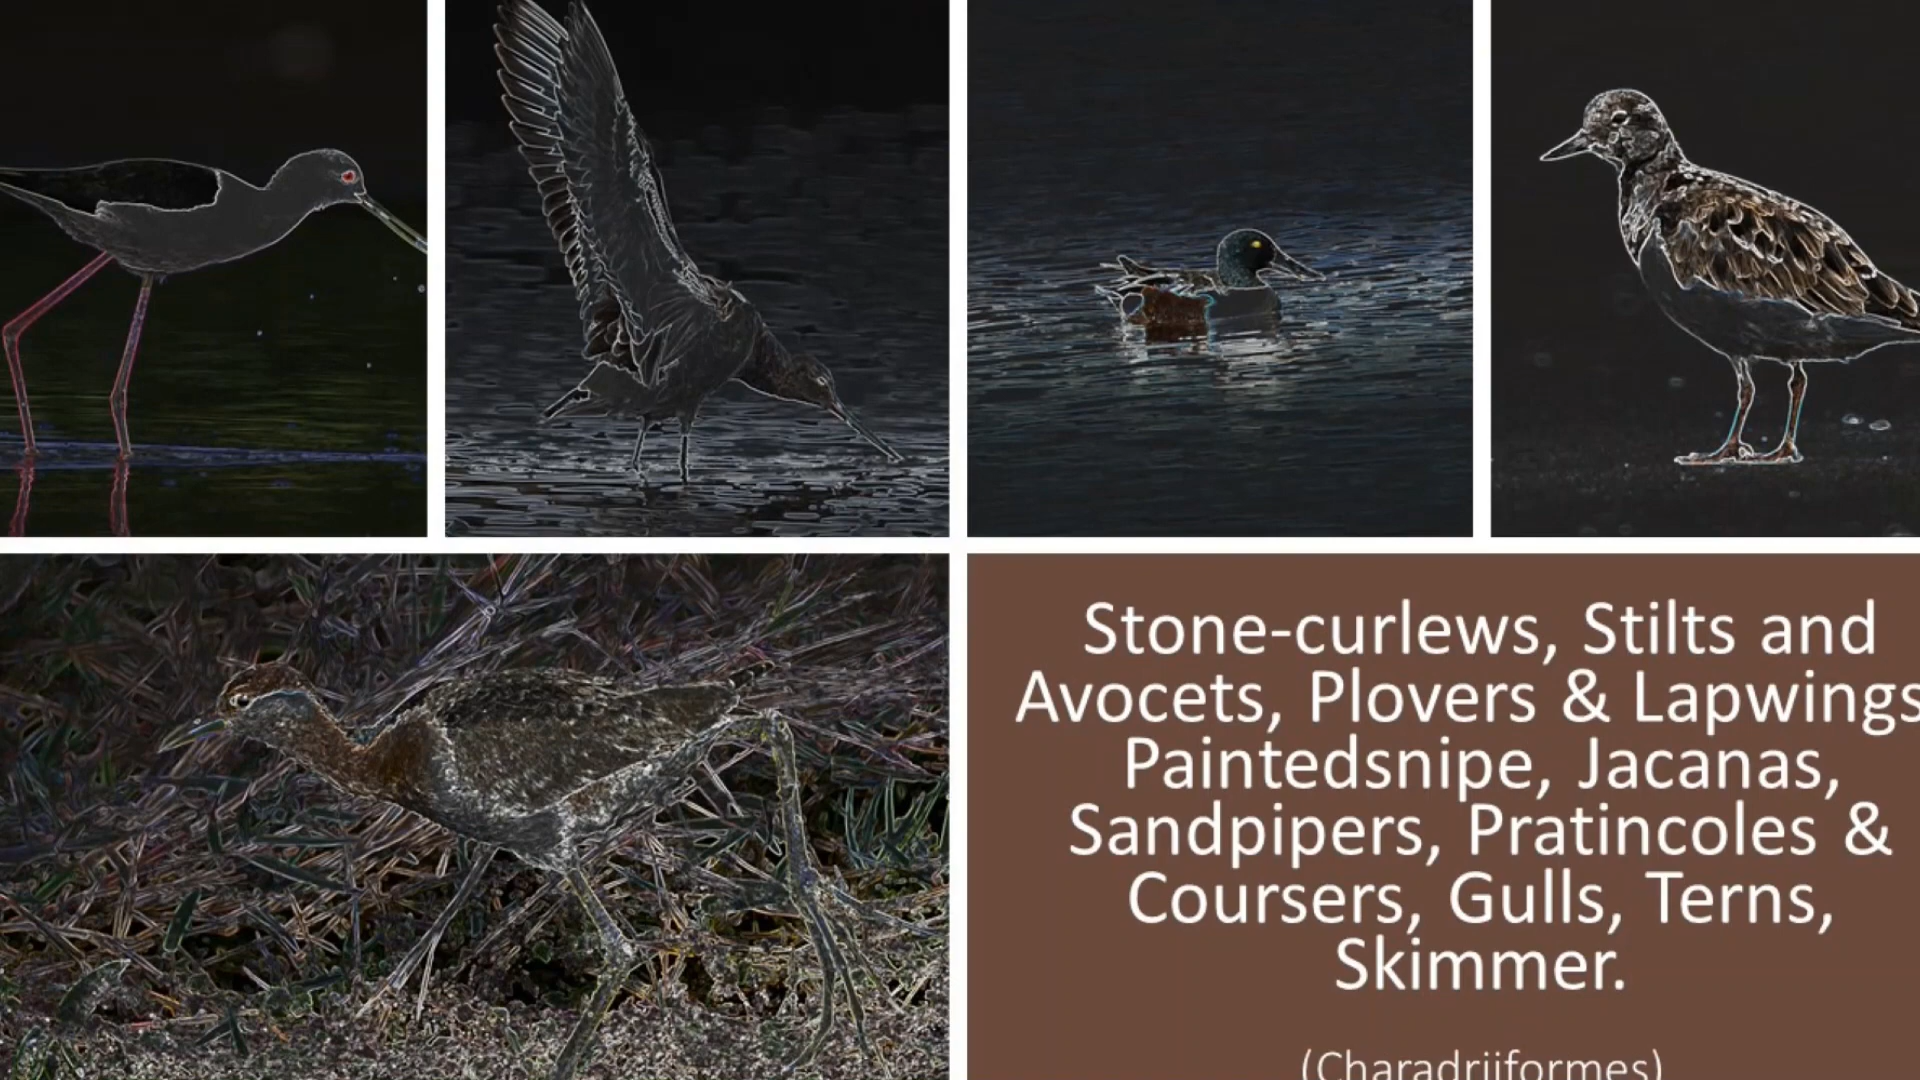 Stone-curlews, Stilts and
Avocets, Plovers & Lapwings
Paintedsnipe, Jacanas,
Sandpipers, Pratincoles &
Coursers, Gulls, Terns,
Skimmer.
(Charadriiformes)